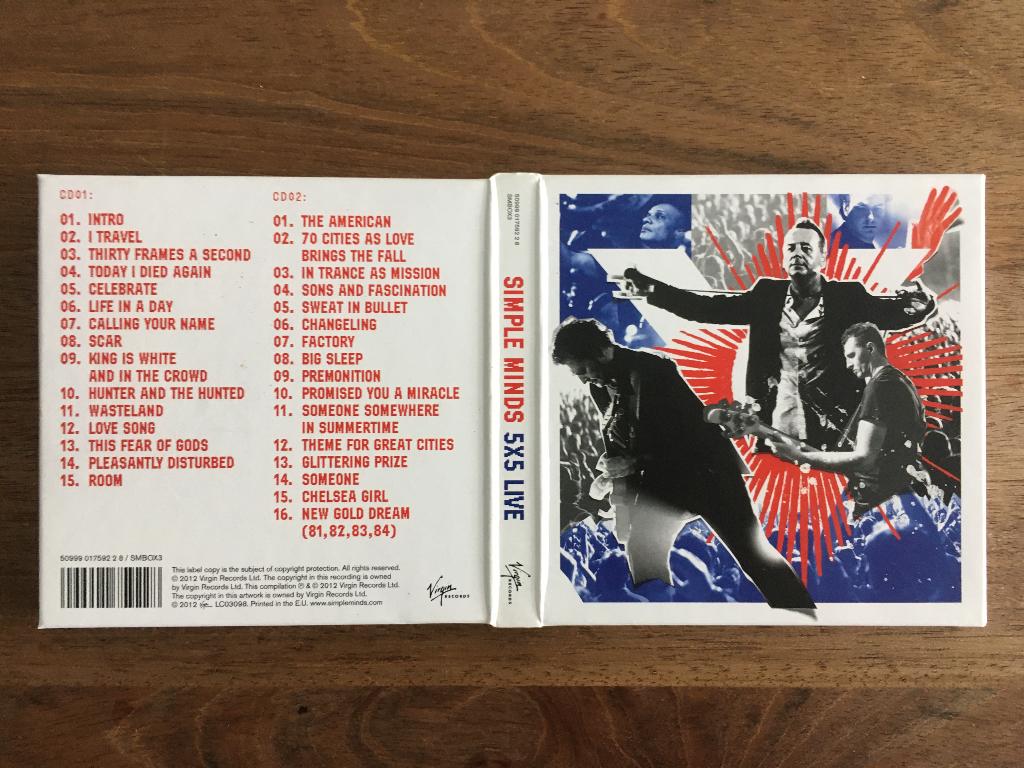 CD01:
01. INTRO
02. I TRAVEL
03. THIRTY FRAMES A SECOND
04. TODAY I DIED AGAIN
05. CELEBRATE
06. LIFE IN A DAY
07. CALLING YOUR NAME
08. SCAR
09. KING IS WHITE
AND IN THE CROWD
10. HUNTER AND THE HUNTED
11. WASTELAND
12. LOVE SONG
13. THIS FEAR OF GODS
14. PLEASANTLY DISTURBED
15. ROOM
CD02:
01. THE AMERICAN
02. 70 CITIES AS LOVE
BRINGS THE FALL
03. IN TRANCE AS MISSION
04. SONS AND FASCINATION
05. SWEAT IN BULLET
06. CHANGELING
07. FACTORY
08. BIG SLEEP
09. PREMONITION
10. PROMISED YOU A MIRACLE
11. SOMEONE SOMEWHERE
IN SUMMERTIME
12. THEME FOR GREAT CITIES
13. GLITTERING PRIZE
14. SOMEONE
15. CHELSEA GIRL
16. NEW GOLD DREAM
(81,82,83,84)
50999 017592 2 8 / SMBOX3
This label copy is the subject of copyright protection. All rights reserved.
© 2012 Virgin Records Ltd. The copyright in this recording is owned
by Virgin Records Ltd. This compilation ℗ & © 2012 Virgin Records Ltd.
The copyright in this artwork is owned by Virgin Records Ltd.
© 2012 LC03098. Printed in the E.U. www.simpleminds.com
Virgin
RECORDS
50999 017592 2 8
SMBOX3
SIMPLE MINDS 5X5 LIVE
Virgin
RECORDS